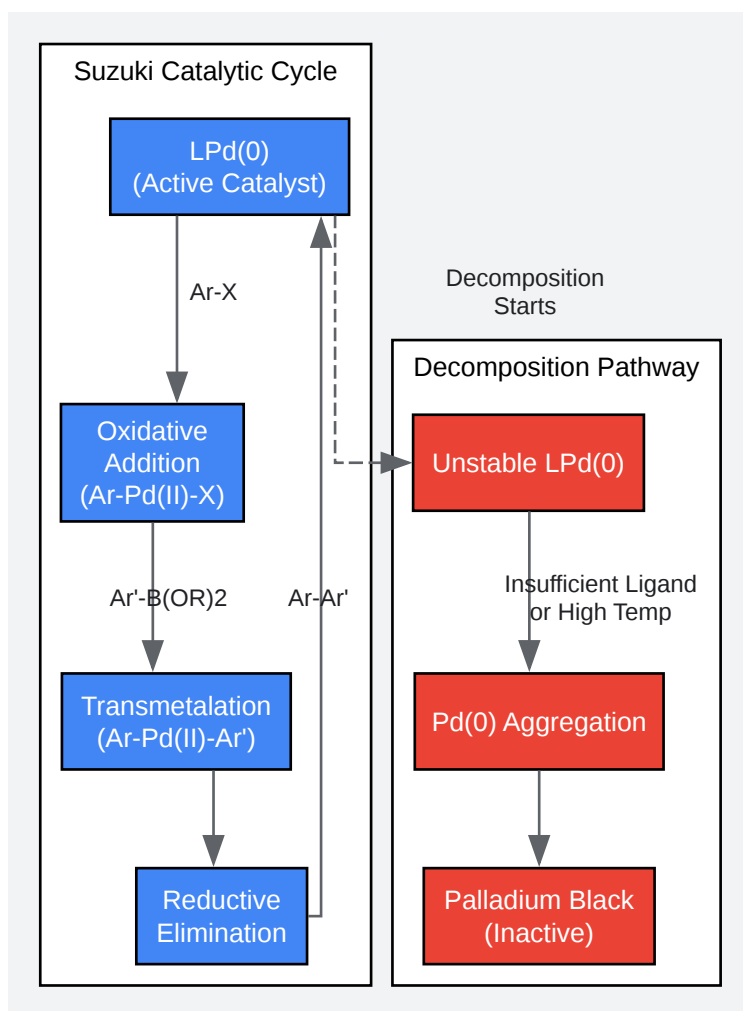 Suzuki Catalytic Cycle
LPd(0)
(Active Catalyst)
Ar-X
Oxidative
Addition
(Ar-Pd(II)-X)
Ar'-B(OR)2
Ar-Ar'
Transmetalation
(Ar-Pd(II)-Ar')
Reductive
Elimination
Decomposition
Starts
Decomposition Pathway
Unstable LPd(0)
Insufficient Ligand
or High Temp
Pd(0) Aggregation
Palladium Black
(Inactive)